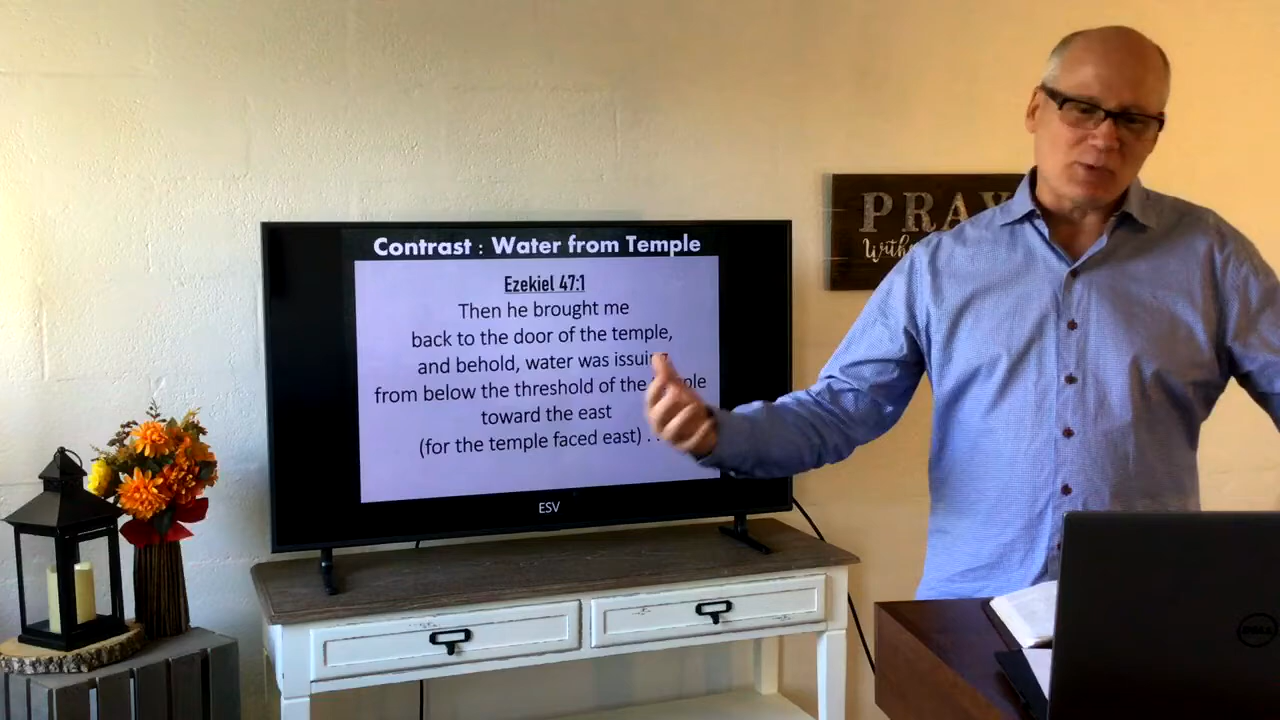 Contrast : Water from Temple
Ezekiel 47:1
Then he brought me
back to the door of the temple,
and behold, water was issuing
from below the threshold of the
toward the east
(for the temple faced east) . .
ESV
PRAY
DELL